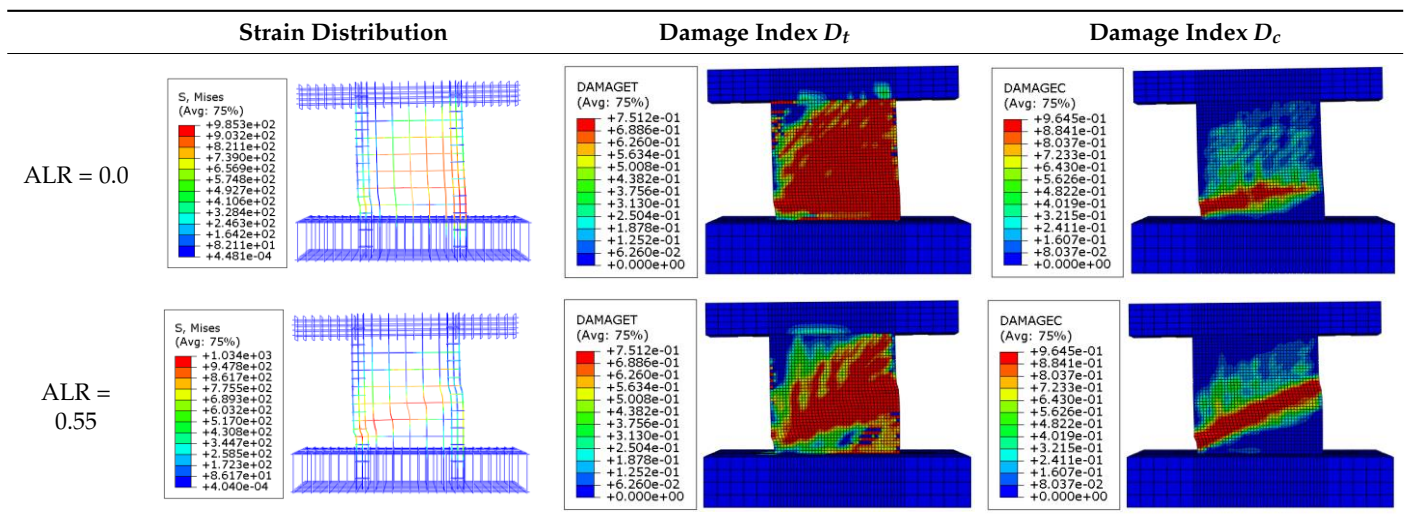 Strain Distribution
Damage Index Dt
Damage Index Dc
ALR = 0.0
S, Mises
(Avg: 75%)
+9.853e+02
+9.032e+02
+8.211e+02
+7.390e+02
+6.569e+02
+5.748e+02
+4.927e+02
+4.106e+02
+3.284e+02
+2.463e+02
+1.642e+02
+8.211e+01
+4.481e-04
DAMAGET
(Avg: 75%)
+7.512e-01
+6.886e-01
+6.260e-01
+5.634e-01
+5.008e-01
+4.382e-01
+3.756e-01
+3.130e-01
+2.504e-01
+1.878e-01
+1.252e-01
+6.260e-02
+0.000e+00
DAMAGEC
(Avg: 75%)
+9.645e-01
+8.841e-01
+8.037e-01
+7.233e-01
+6.430e-01
+5.626e-01
+4.822e-01
+4.019e-01
+3.215e-01
+2.411e-01
+1.607e-01
+8.037e-02
+0.000e+00
ALR =
0.55
S, Mises
(Avg: 75%)
+1.034e+03
+9.478e+02
+8.617e+02
+7.755e+02
+6.893e+02
+6.032e+02
+5.170e+02
+4.308e+02
+3.447e+02
+2.585e+02
+1.723e+02
+8.617e+01
+4.040e-04
DAMAGET
(Avg: 75%)
+7.512e-01
+6.886e-01
+6.260e-01
+5.634e-01
+5.008e-01
+4.382e-01
+3.756e-01
+3.130e-01
+2.504e-01
+1.878e-01
+1.252e-01
+6.260e-02
+0.000e+00
DAMAGEC
(Avg: 75%)
+9.645e-01
+8.841e-01
+8.037e-01
+7.233e-01
+6.430e-01
+5.626e-01
+4.822e-01
+4.019e-01
+3.215e-01
+2.411e-01
+1.607e-01
+8.037e-02
+0.000e+00